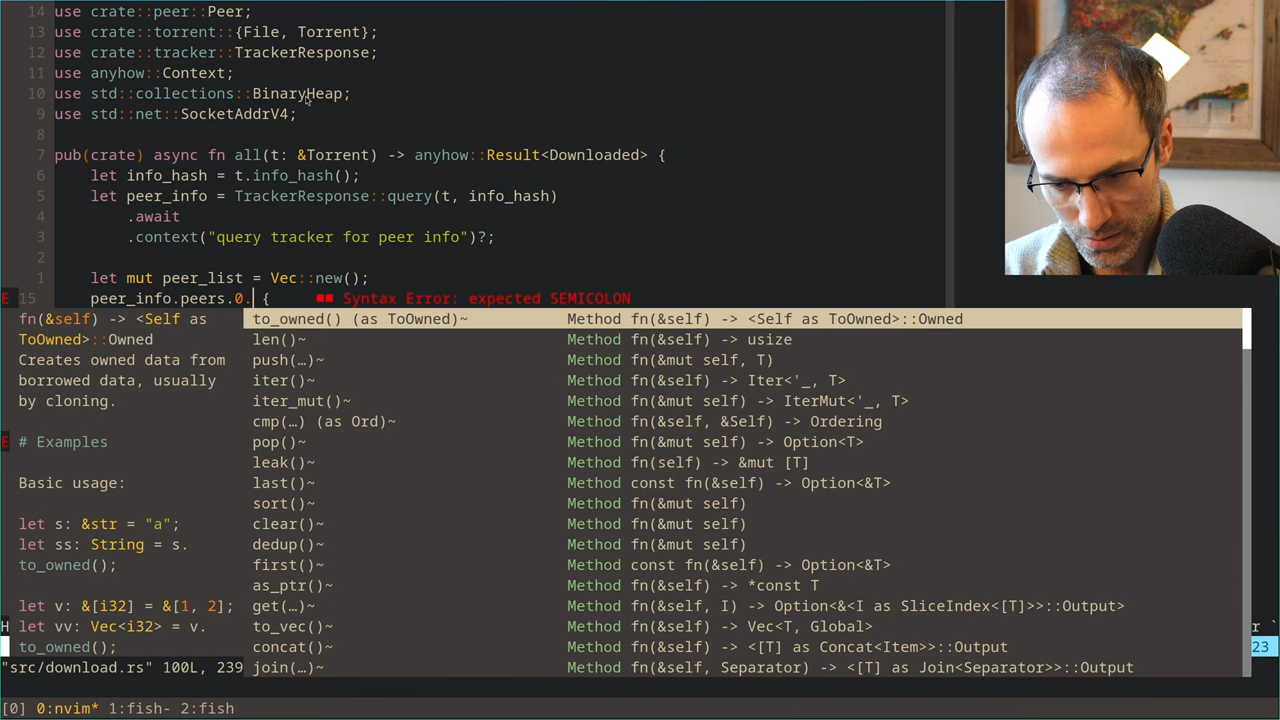 14 use crate::peer::Peer;
13 use crate::torrent::{File, Torrent};
12 use crate::tracker::TrackerResponse;
11 use anyhow::Context;
10 use std::collections::BinaryHeap;
9 use std::net::SocketAddrV4;
8
7 pub(crate) async fn all(t: &Torrent) -> anyhow::Result<Downloaded> {
6 let info_hash = t.info_hash();
5 let peer_info = TrackerResponse::query(t, info_hash)
4 .await
3 .context("query tracker for peer info")?;
2
1 let mut peer_list = Vec::new();
E 15 peer_info.peers.0. { ■■ Syntax Error: expected SEMICOLON
fn(&self) -> <Self as to_owned() (as ToOwned)~ Method fn(&self) -> <Self as ToOwned>::Owned
ToOwned>::Owned len()~ Method fn(&self) -> usize
Creates owned data from push(…)~ Method fn(&mut self, T)
borrowed data, usually iter()~ Method fn(&self) -> Iter<'_, T>
by cloning. iter_mut()~ Method fn(&mut self) -> IterMut<'_, T>
cmp(…) (as Ord)~ Method fn(&self, &Self) -> Ordering
E # Examples pop()~ Method fn(&mut self) -> Option<T>
leak()~ Method fn(self) -> &mut [T]
Basic usage: last()~ Method const fn(&self) -> Option<&T>
sort()~ Method fn(&mut self)
let s: &str = "a"; clear()~ Method fn(&mut self)
let ss: String = s. dedup()~ Method fn(&mut self)
to_owned(); first()~ Method const fn(&self) -> Option<&T>
as_ptr()~ Method fn(&self) -> *const T
let v: &[i32] = &[1, 2]; get(…)~ Method fn(&self, I) -> Option<&<I as SliceIndex<[T]>>::Output>
H let vv: Vec<i32> = v. to_vec()~ Method fn(&self) -> Vec<T, Global> r `
to_owned(); concat()~ Method fn(&self) -> <[T] as Concat<Item>>::Output 23
"src/download.rs" 100L, 239 join(…)~ Method fn(&self, Separator) -> <[T] as Join<Separator>>::Output
[0] 0:nvim* 1:fish- 2:fish